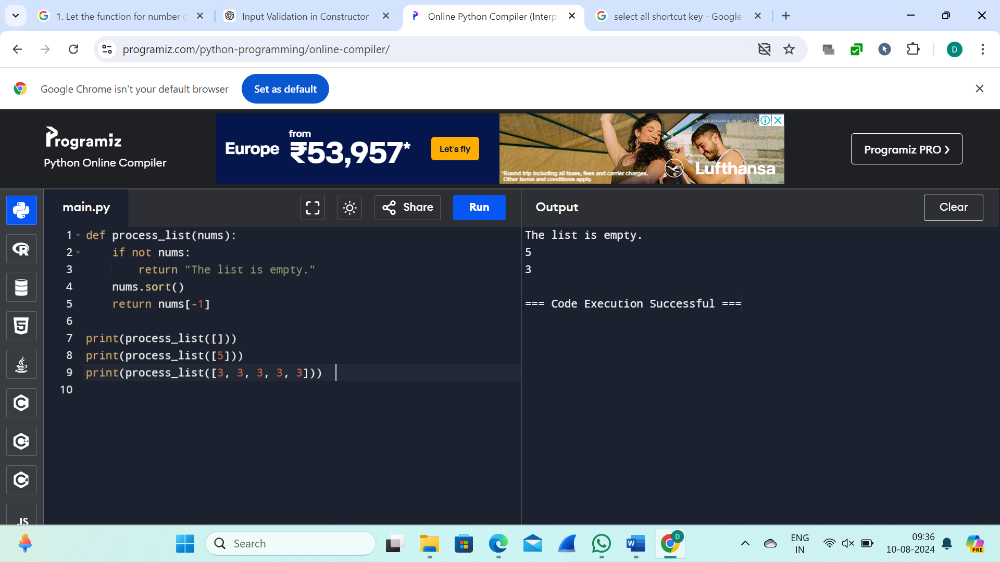 1. Let the function for number
Input Validation in Constructor
Online Python Compiler (Interp
select all shortcut key - Google
programiz.com/python-programming/online-compiler/
D
Google Chrome isn't your default browser
Set as default
Programiz
Python Online Compiler
Europe
from
₹53,957*
Let's fly
A STAR ALLIANCE MEMBER
*Round-trip including all taxes, fees and carrier charges.
Other terms and conditions apply.
Lufthansa
Programiz PRO ❯
main.py
Share
Run
Output
Clear
1 def process_list(nums):
2     if not nums:
3         return "The list is empty."
4     nums.sort()
5     return nums[-1]
6
7 print(process_list([]))
8 print(process_list([5]))
9 print(process_list([3, 3, 3, 3, 3]))
10
The list is empty.
5
3
=== Code Execution Successful ===
R
5
C
C++
C#
JS
Search
W
D
ENG
IN
09:36
10-08-2024
PRE